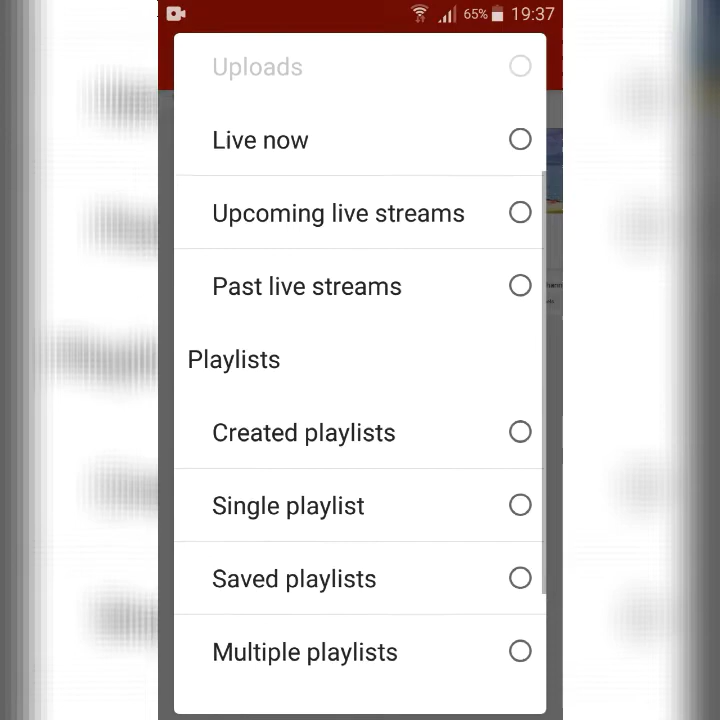 65% 19:37
Uploads
Live now
Upcoming live streams
Past live streams
Playlists
Created playlists
Single playlist
Saved playlists
Multiple playlists